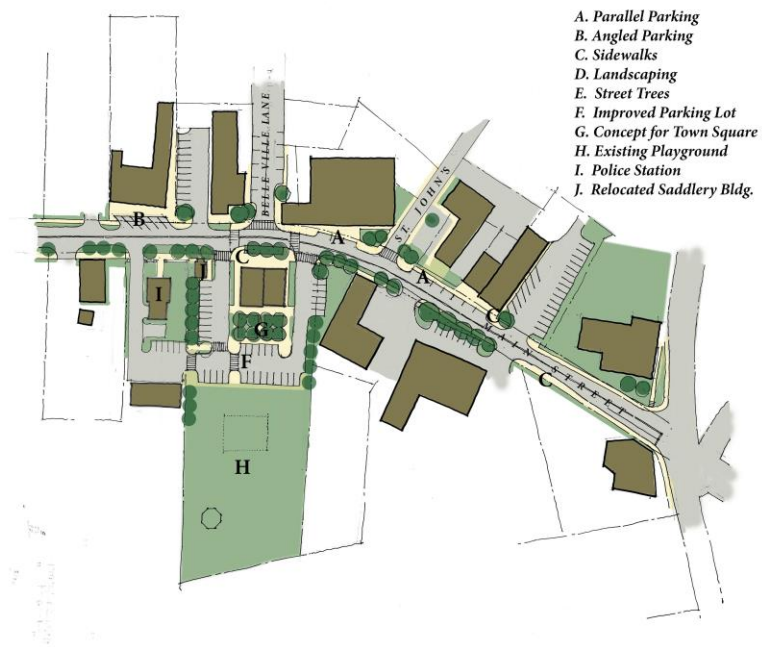 A. Parallel Parking
B. Angled Parking
C. Sidewalks
D. Landscaping
E. Street Trees
F. Improved Parking Lot
G. Concept for Town Square
H. Existing Playground
I. Police Station
J. Relocated Saddlery Bldg.
BELLE VILLE LANE
ST. JOHN'S
B
A
C
J
A
I
G
C
MAIN STREET
F
C
H